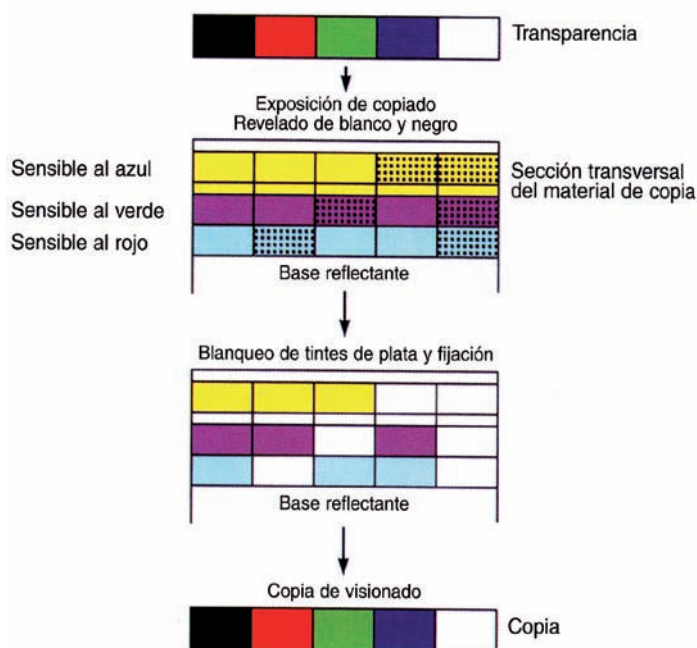 Transparencia
Exposición de copiado
Revelado de blanco y negro
Sensible al azul
Sensible al verde
Sensible al rojo
Sección transversal
del material de copia
Base reflectante
Blanqueo de tintes de plata y fijación
Base reflectante
Copia de visionado
Copia